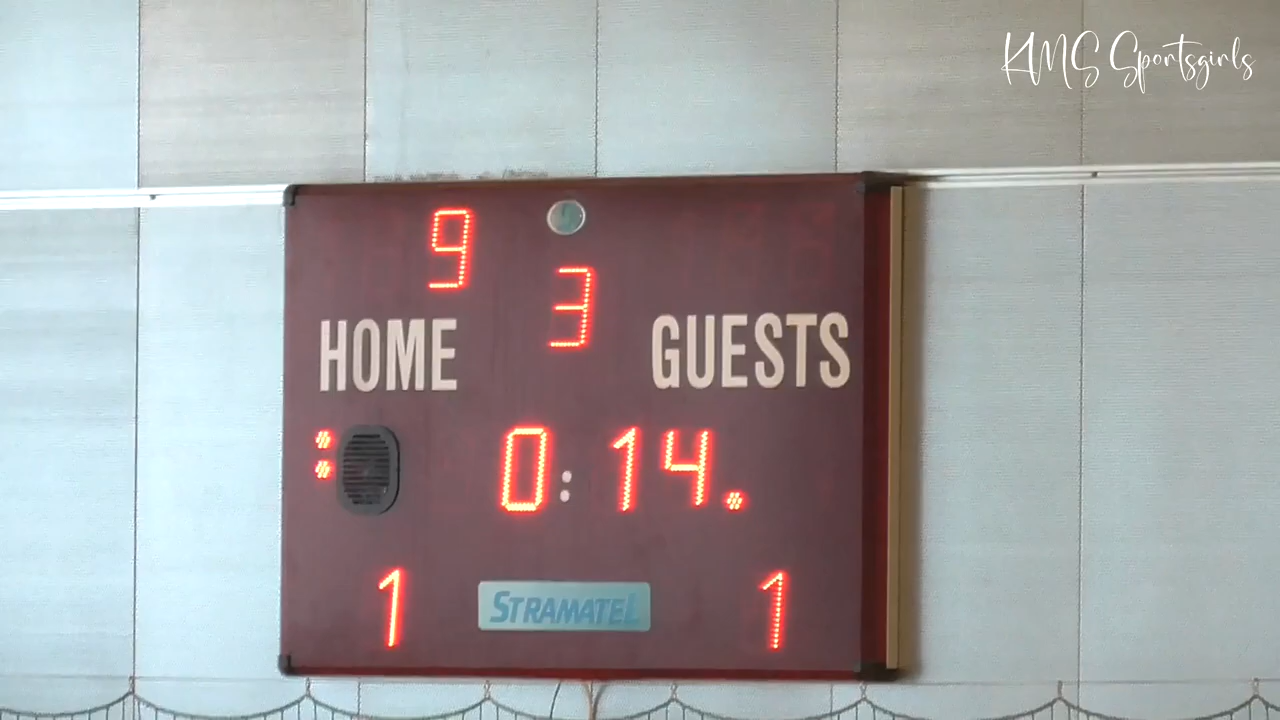 KMS Sportsgirls
9
3
HOME GUESTS
: 0:14.
1 1
STRAMATEL